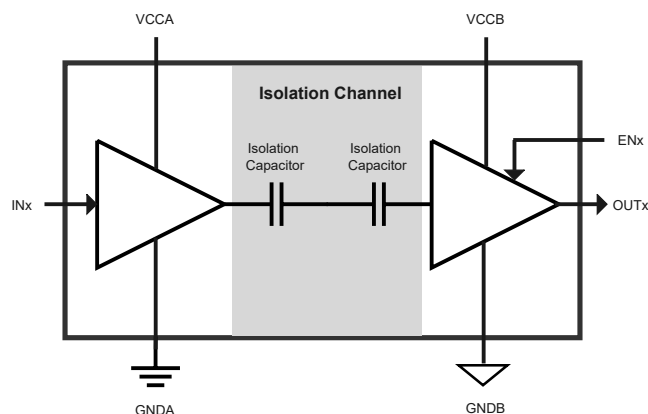 VCCA
VCCB
Isolation Channel
Isolation
Capacitor
Isolation
Capacitor
ENx
INx
OUTx
GNDA
GNDB